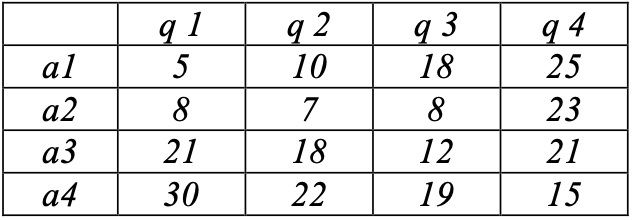 q 1 q 2 q 3 q 4
a1 5 10 18 25
a2 8 7 8 23
a3 21 18 12 21
a4 30 22 19 15